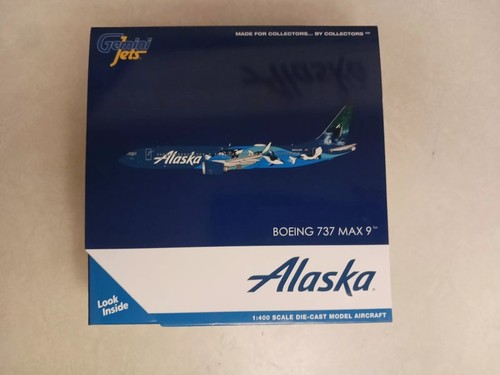 Gemini Jets
MADE FOR COLLECTORS... BY COLLECTORS™
Alaska
BOEING 737 MAX 9™
Alaska
Look
Inside
1:400 SCALE DIE-CAST MODEL AIRCRAFT